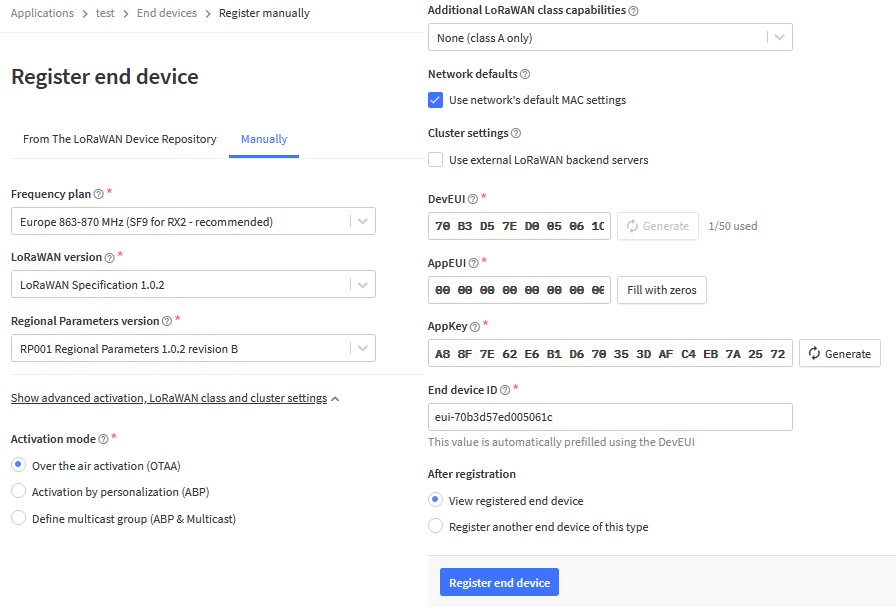 Applications > test > End devices > Register manually
Register end device
From The LoRaWAN Device Repository Manually
Frequency plan *
Europe 863-870 MHz (SF9 for RX2 - recommended)
LoRaWAN version *
LoRaWAN Specification 1.0.2
Regional Parameters version *
RP001 Regional Parameters 1.0.2 revision B
Show advanced activation, LoRaWAN class and cluster settings
Activation mode *
Over the air activation (OTAA)
Activation by personalization (ABP)
Define multicast group (ABP & Multicast)
Additional LoRaWAN class capabilities
None (class A only)
Network defaults
Use network's default MAC settings
Cluster settings
Use external LoRaWAN backend servers
DevEUI *
70 B3 D5 7E D0 05 06 1C Generate 1/50 used
AppEUI *
00 00 00 00 00 00 00 00 Fill with zeros
AppKey *
A8 8F 7E 62 E6 B1 D6 70 35 3D AF C4 EB 7A 25 72 Generate
End device ID *
eui-70b3d57ed005061c
This value is automatically prefilled using the DevEUI
After registration
View registered end device
Register another end device of this type
Register end device